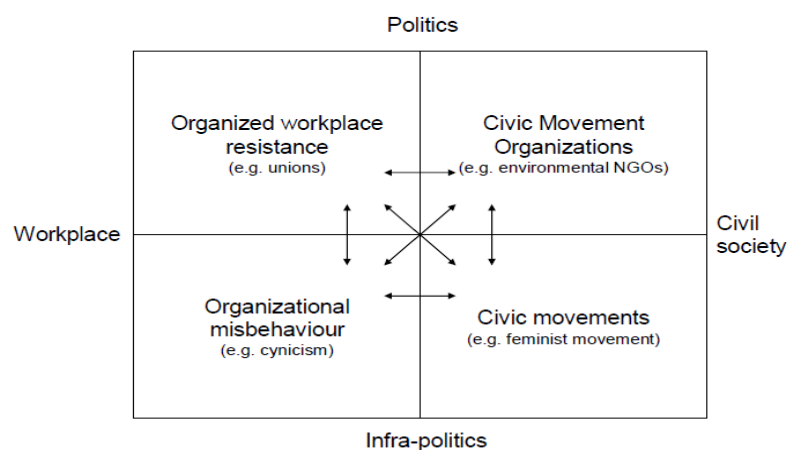 Politics
Organized workplace
resistance
(e.g. unions)
Civic Movement
Organizations
(e.g. environmental NGOs)
Workplace
Civil
society
Organizational
misbehaviour
(e.g. cynicism)
Civic movements
(e.g. feminist movement)
Infra-politics